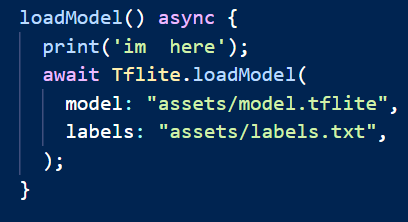 loadModel() async {
  print('im  here');
  await Tflite.loadModel(
    model: "assets/model.tflite",
    labels: "assets/labels.txt",
  );
}